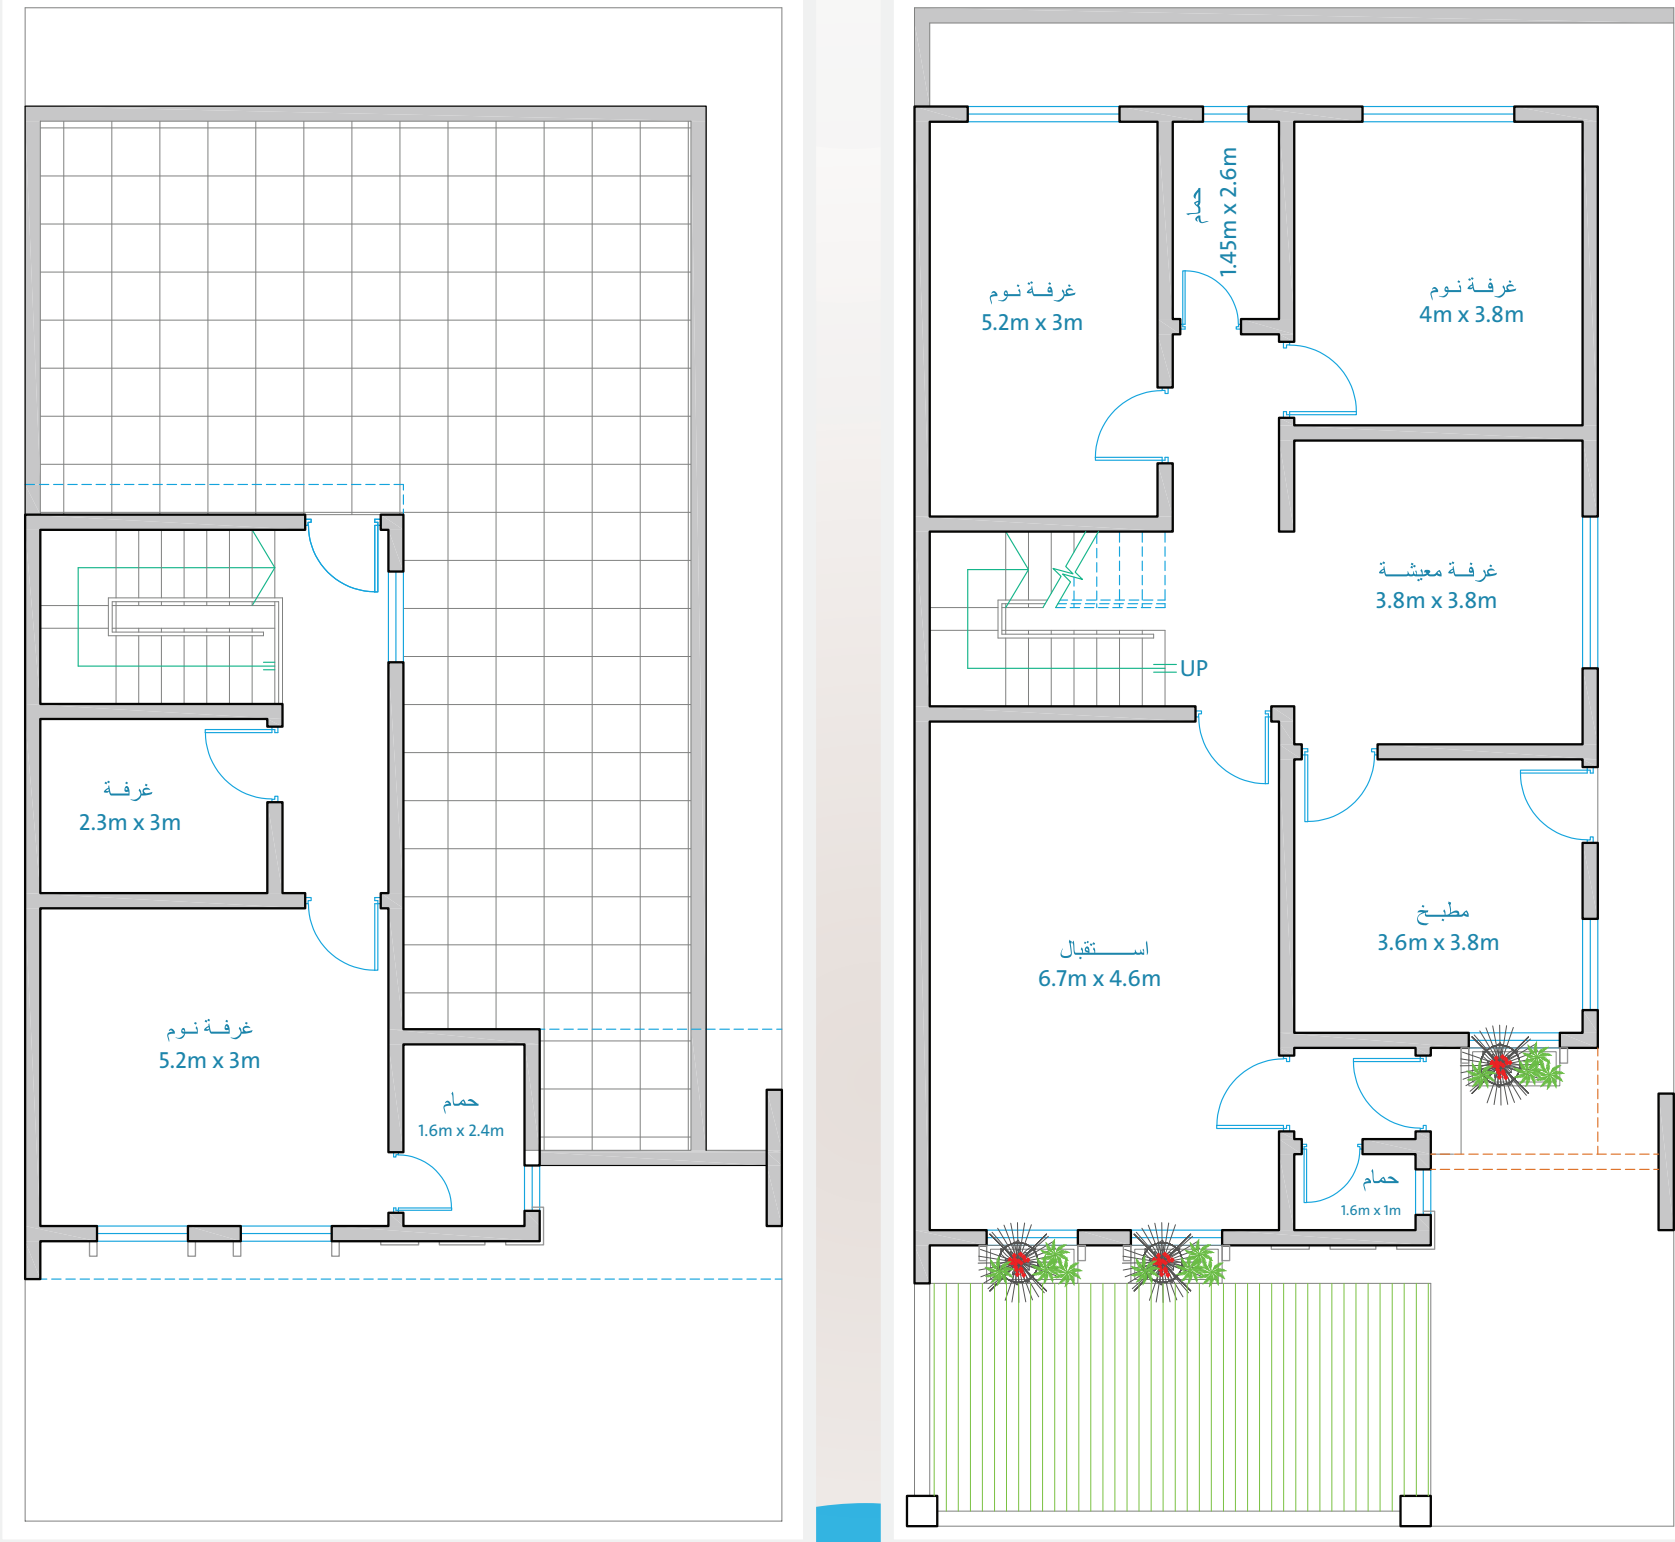 غرفة
2.3m x 3m
غرفة نوم
5.2m x 3m
حمام
1.6m x 2.4m
غرفة نوم
5.2m x 3m
حمام
1.45m x 2.6m
غرفة نوم
4m x 3.8m
غرفة معيشة
3.8m x 3.8m
UP
استقبال
6.7m x 4.6m
مطبخ
3.6m x 3.8m
حمام
1.6m x 1m